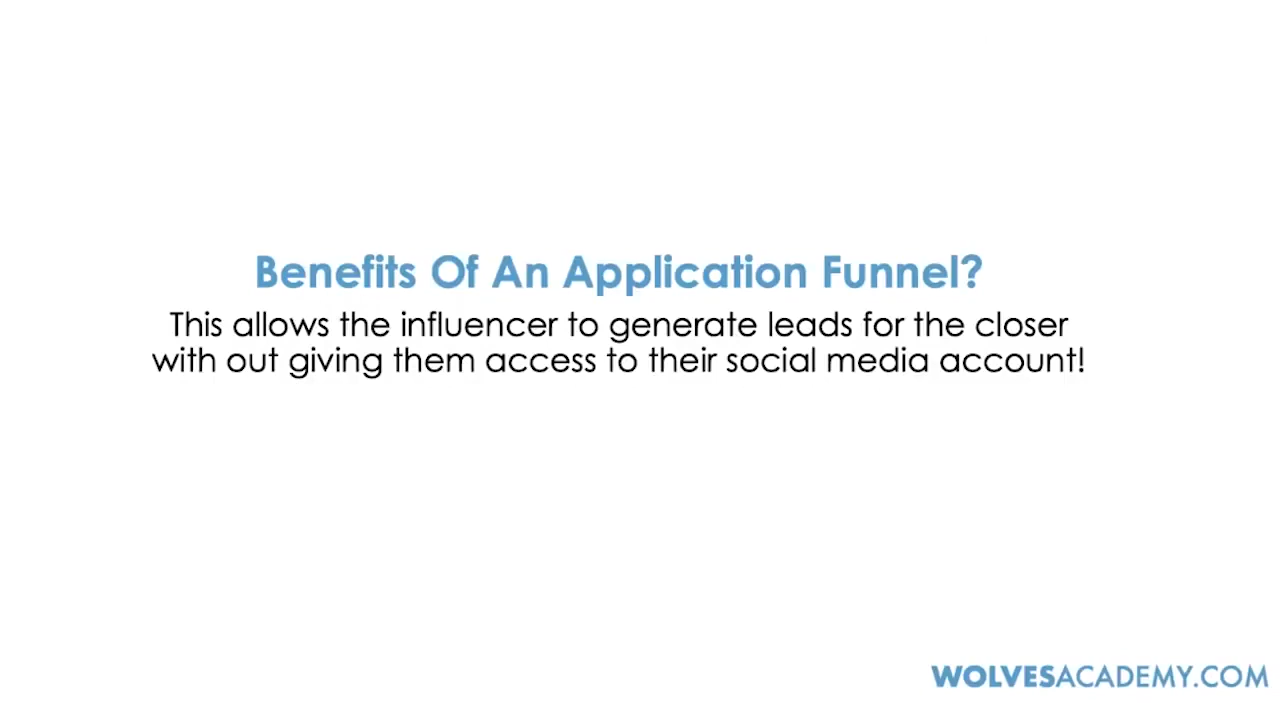 Benefits Of An Application Funnel?
This allows the influencer to generate leads for the closer
with out giving them access to their social media account!
WOLVESACADEMY.COM